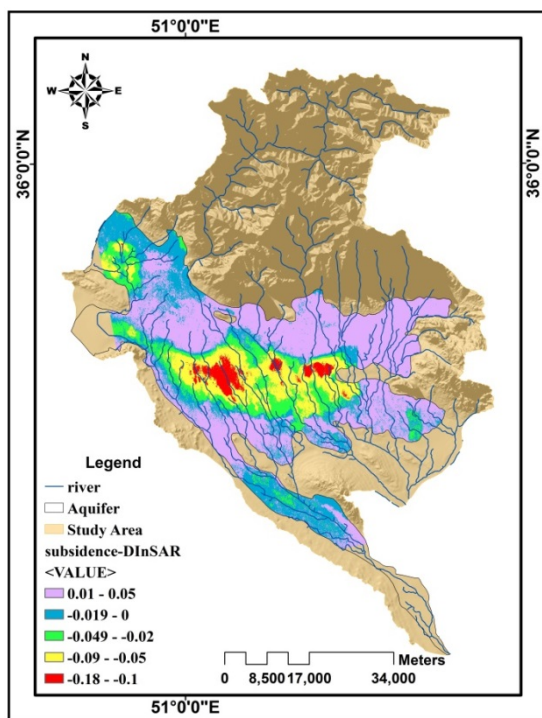 51°0'0"E
N
W E
S
36°0'0"N
36°0'0"N
Legend
river
Aquifer
Study Area
subsidence-DInSAR
<VALUE>
0.01 - 0.05
-0.019 - 0
-0.049 - -0.02
-0.09 - -0.05
-0.18 - -0.1
Meters
0 8,500 17,000 34,000
51°0'0"E